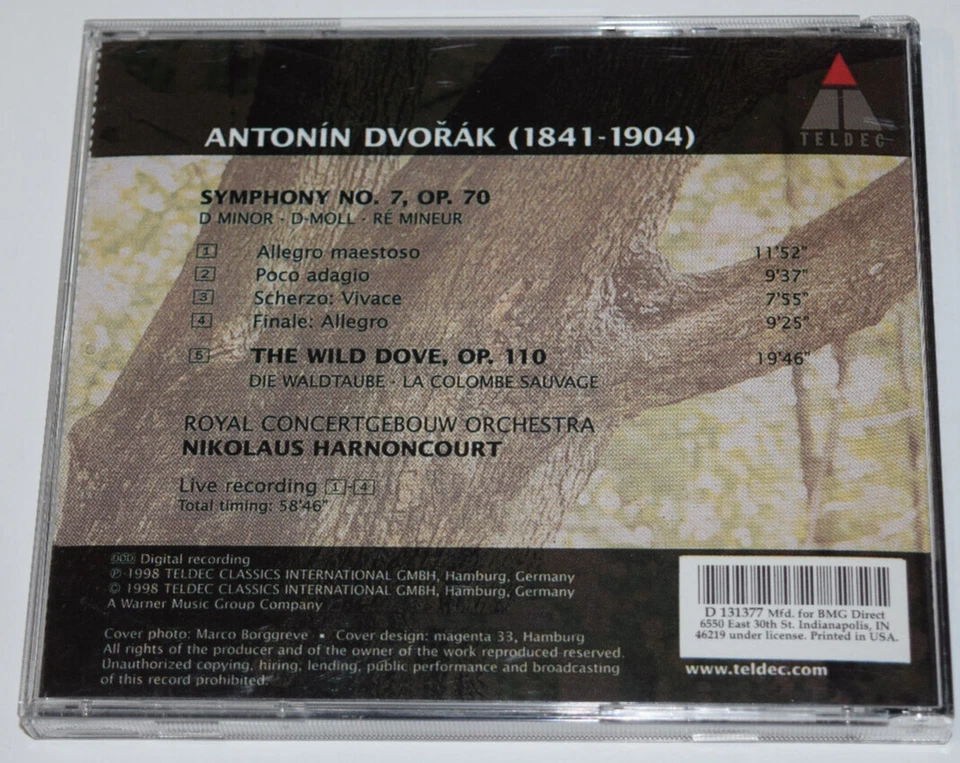 TELDEC
ANTONÍN DVOŘÁK (1841-1904)
SYMPHONY NO. 7, OP. 70
D MINOR · D-MOLL · RÉ MINEUR
1 Allegro maestoso 11'52"
2 Poco adagio 9'37"
3 Scherzo: Vivace 7'55"
4 Finale: Allegro 9'25"
5 THE WILD DOVE, OP. 110 19'46"
DIE WALDTAUBE · LA COLOMBE SAUVAGE
ROYAL CONCERTGEBOUW ORCHESTRA
NIKOLAUS HARNONCOURT
Live recording 1-4
Total timing: 58'46"
DDD Digital recording
℗ 1998 TELDEC CLASSICS INTERNATIONAL GMBH, Hamburg, Germany
© 1998 TELDEC CLASSICS INTERNATIONAL GMBH, Hamburg, Germany
A Warner Music Group Company
Cover photo: Marco Borggreve • Cover design: magenta 33, Hamburg
All rights of the producer and of the owner of the work reproduced reserved.
Unauthorized copying, hiring, lending, public performance and broadcasting
of this record prohibited.
D 131377 Mfd. for BMG Direct
6550 East 30th St. Indianapolis, IN
46219 under license. Printed in USA.
www.teldec.com